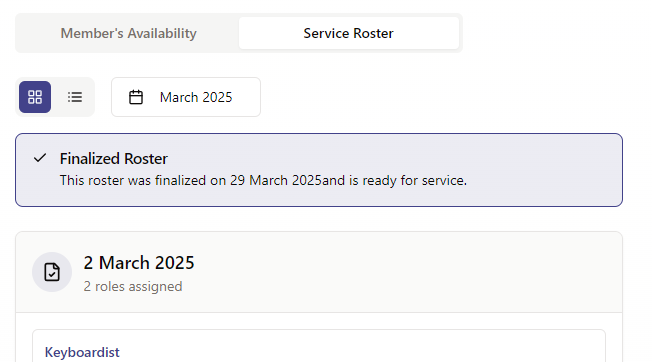 Member's Availability
Service Roster
March 2025
Finalized Roster
This roster was finalized on 29 March 2025and is ready for service.
2 March 2025
2 roles assigned
Keyboardist